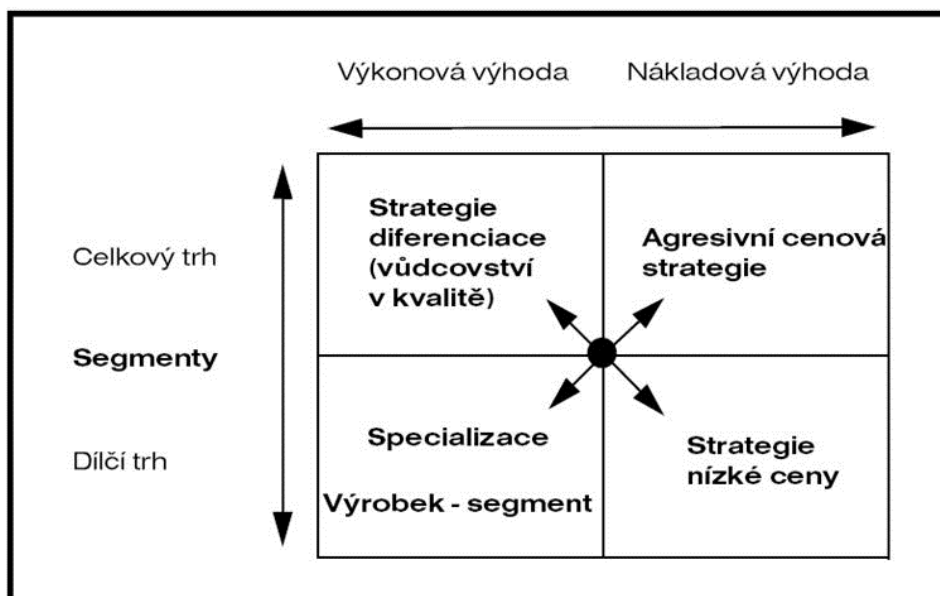 Výkonová výhoda
Nákladová výhoda
Celkový trh
Segmenty
Dílčí trh
Strategie
diferenciace
(vůdcovství
v kvalitě)
Agresivní cenová
strategie
Specializace
Výrobek - segment
Strategie
nízké ceny